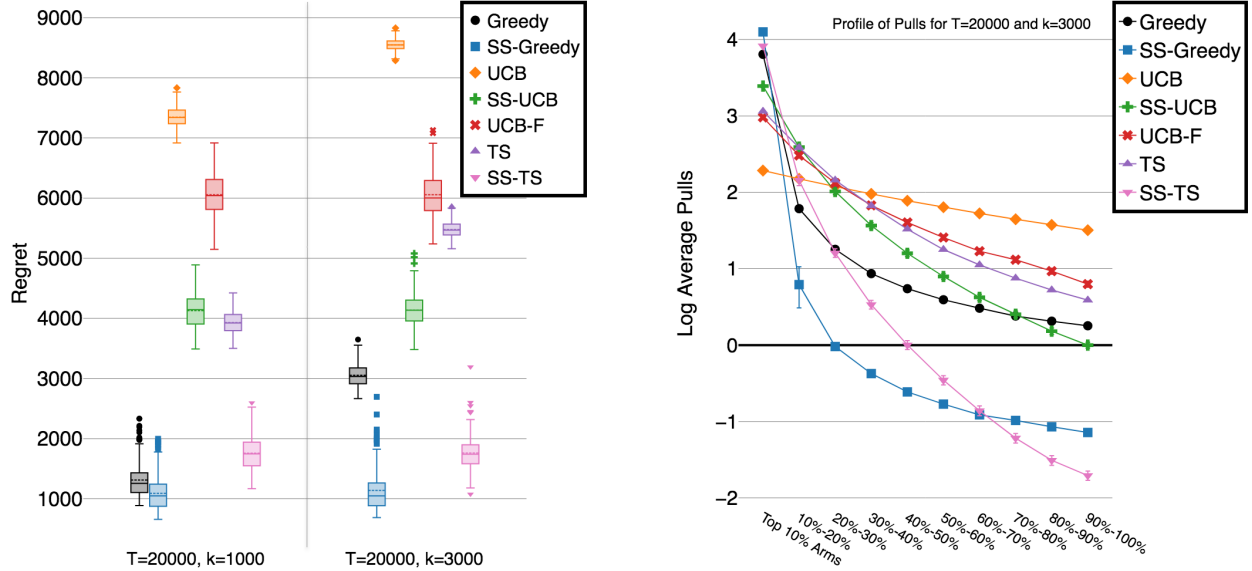 9000
8000
7000
6000
5000
4000
3000
2000
1000
Regret
T=20000, k=1000
T=20000, k=3000
Greedy
SS-Greedy
UCB
SS-UCB
UCB-F
TS
SS-TS
Profile of Pulls for T=20000 and k=3000
4
3
2
1
0
−1
−2
Log Average Pulls
Top 10% Arms
10%-20%
20%-30%
30%-40%
40%-50%
50%-60%
60%-70%
70%-80%
80%-90%
90%-100%
Greedy
SS-Greedy
UCB
SS-UCB
UCB-F
TS
SS-TS